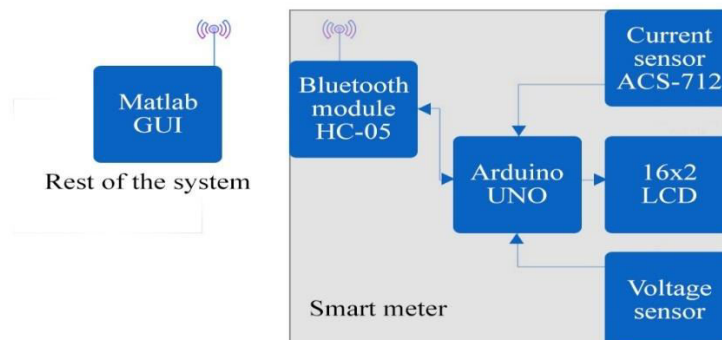 Matlab
GUI
Rest of the system
Bluetooth
module
HC-05
Current
sensor
ACS-712
Arduino
UNO
16x2
LCD
Voltage
sensor
Smart meter